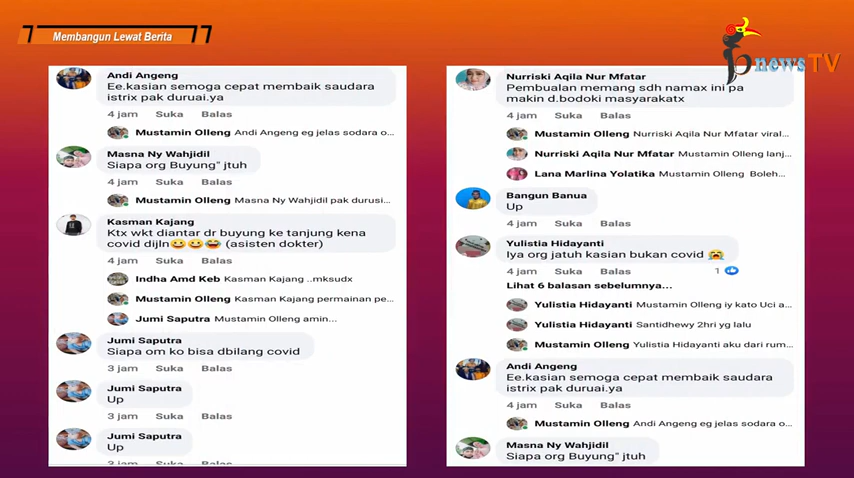 Membangun Lewat Berita
newsTV
Andi Angeng
Ee.kasian semoga cepat membaik saudara
istrix pak duruai.ya
4 jam Suka Balas
Mustamin Olleng Andi Angeng eg jelas sodara o...
Masna Ny Wahjidil
Siapa org Buyung" jtuh
4 jam Suka Balas
Mustamin Olleng Masna Ny Wahjidil pak durusi...
Kasman Kajang
Ktx wkt diantar dr buyung ke tanjung kena
covid dijln😀😀🤣 (asisten dokter)
4 jam Suka Balas
Indha Amd Keb Kasman Kajang ..mksudx
Mustamin Olleng Kasman Kajang permainan pe...
Jumi Saputra Mustamin Olleng amin...
Jumi Saputra
Siapa om ko bisa dbilang covid
3 jam Suka Balas
Jumi Saputra
Up
3 jam Suka Balas
Jumi Saputra
Up
3 jam Suka Balas
Nurriski Aqila Nur Mfatar
Pembualan memang sdh namax ini pa
makin d.bodoki masyarakatx
4 jam Suka Balas
Mustamin Olleng Nurriski Aqila Nur Mfatar viral...
Nurriski Aqila Nur Mfatar Mustamin Olleng lanj...
Lana Marlina Yolatika Mustamin Olleng Boleh...
Bangun Banua
Up
4 jam Suka Balas
Yulistia Hidayanti
Iya org jatuh kasian bukan covid 😭
4 jam Suka Balas 1
Lihat 6 balasan sebelumnya...
Yulistia Hidayanti Mustamin Olleng iy kato Uci a...
Yulistia Hidayanti Santidhewy 2hri yg lalu
Mustamin Olleng Yulistia Hidayanti aku dari rum...
Andi Angeng
Ee.kasian semoga cepat membaik saudara
istrix pak duruai.ya
4 jam Suka Balas
Mustamin Olleng Andi Angeng eg jelas sodara o...
Masna Ny Wahjidil
Siapa org Buyung" jtuh